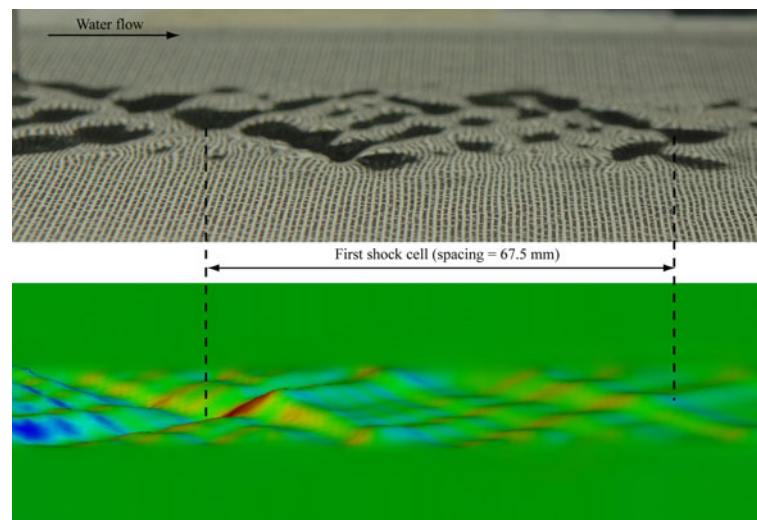 Water flow
First shock cell (spacing = 67.5 mm)